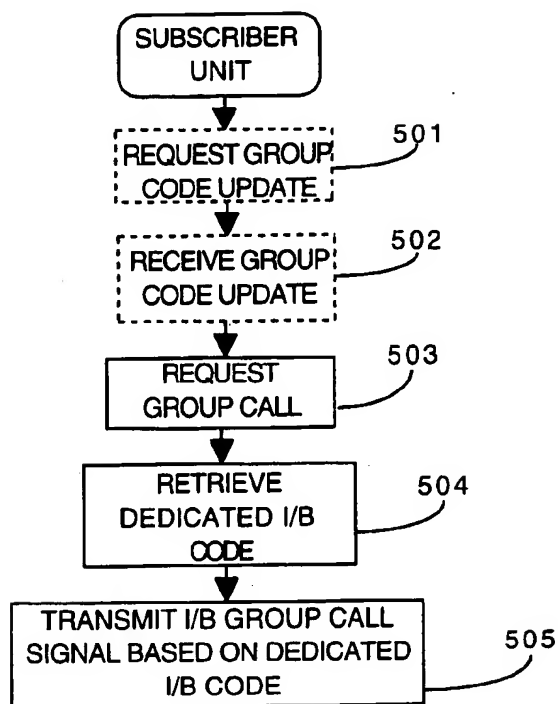 SUBSCRIBER
UNIT
REQUEST GROUP
CODE UPDATE
501
RECEIVE GROUP
CODE UPDATE
502
REQUEST
GROUP CALL
503
RETRIEVE
DEDICATED I/B
CODE
504
TRANSMIT I/B GROUP CALL
SIGNAL BASED ON DEDICATED
I/B CODE
505